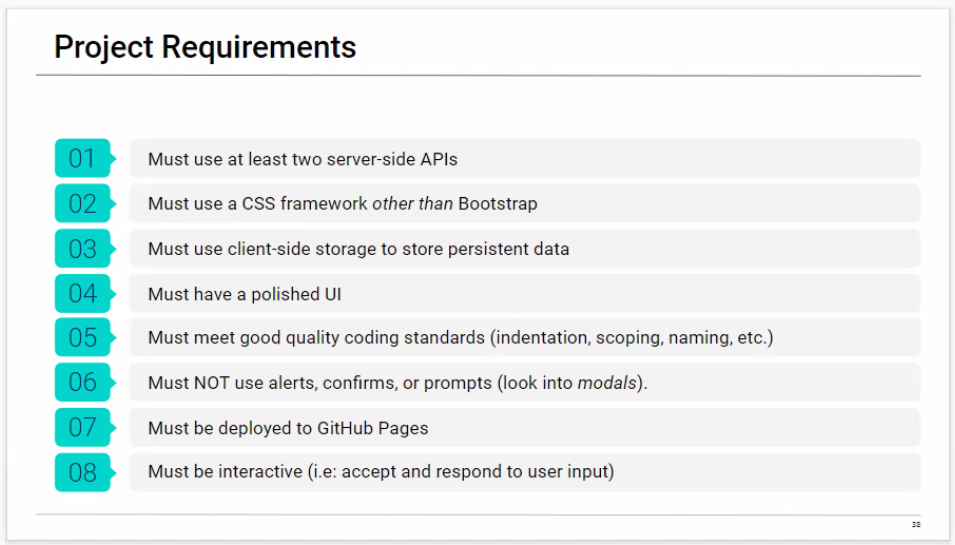 Project Requirements
01 Must use at least two server-side APIs
02 Must use a CSS framework other than Bootstrap
03 Must use client-side storage to store persistent data
04 Must have a polished UI
05 Must meet good quality coding standards (indentation, scoping, naming, etc.)
06 Must NOT use alerts, confirms, or prompts (look into modals).
07 Must be deployed to GitHub Pages
08 Must be interactive (i.e: accept and respond to user input)
38